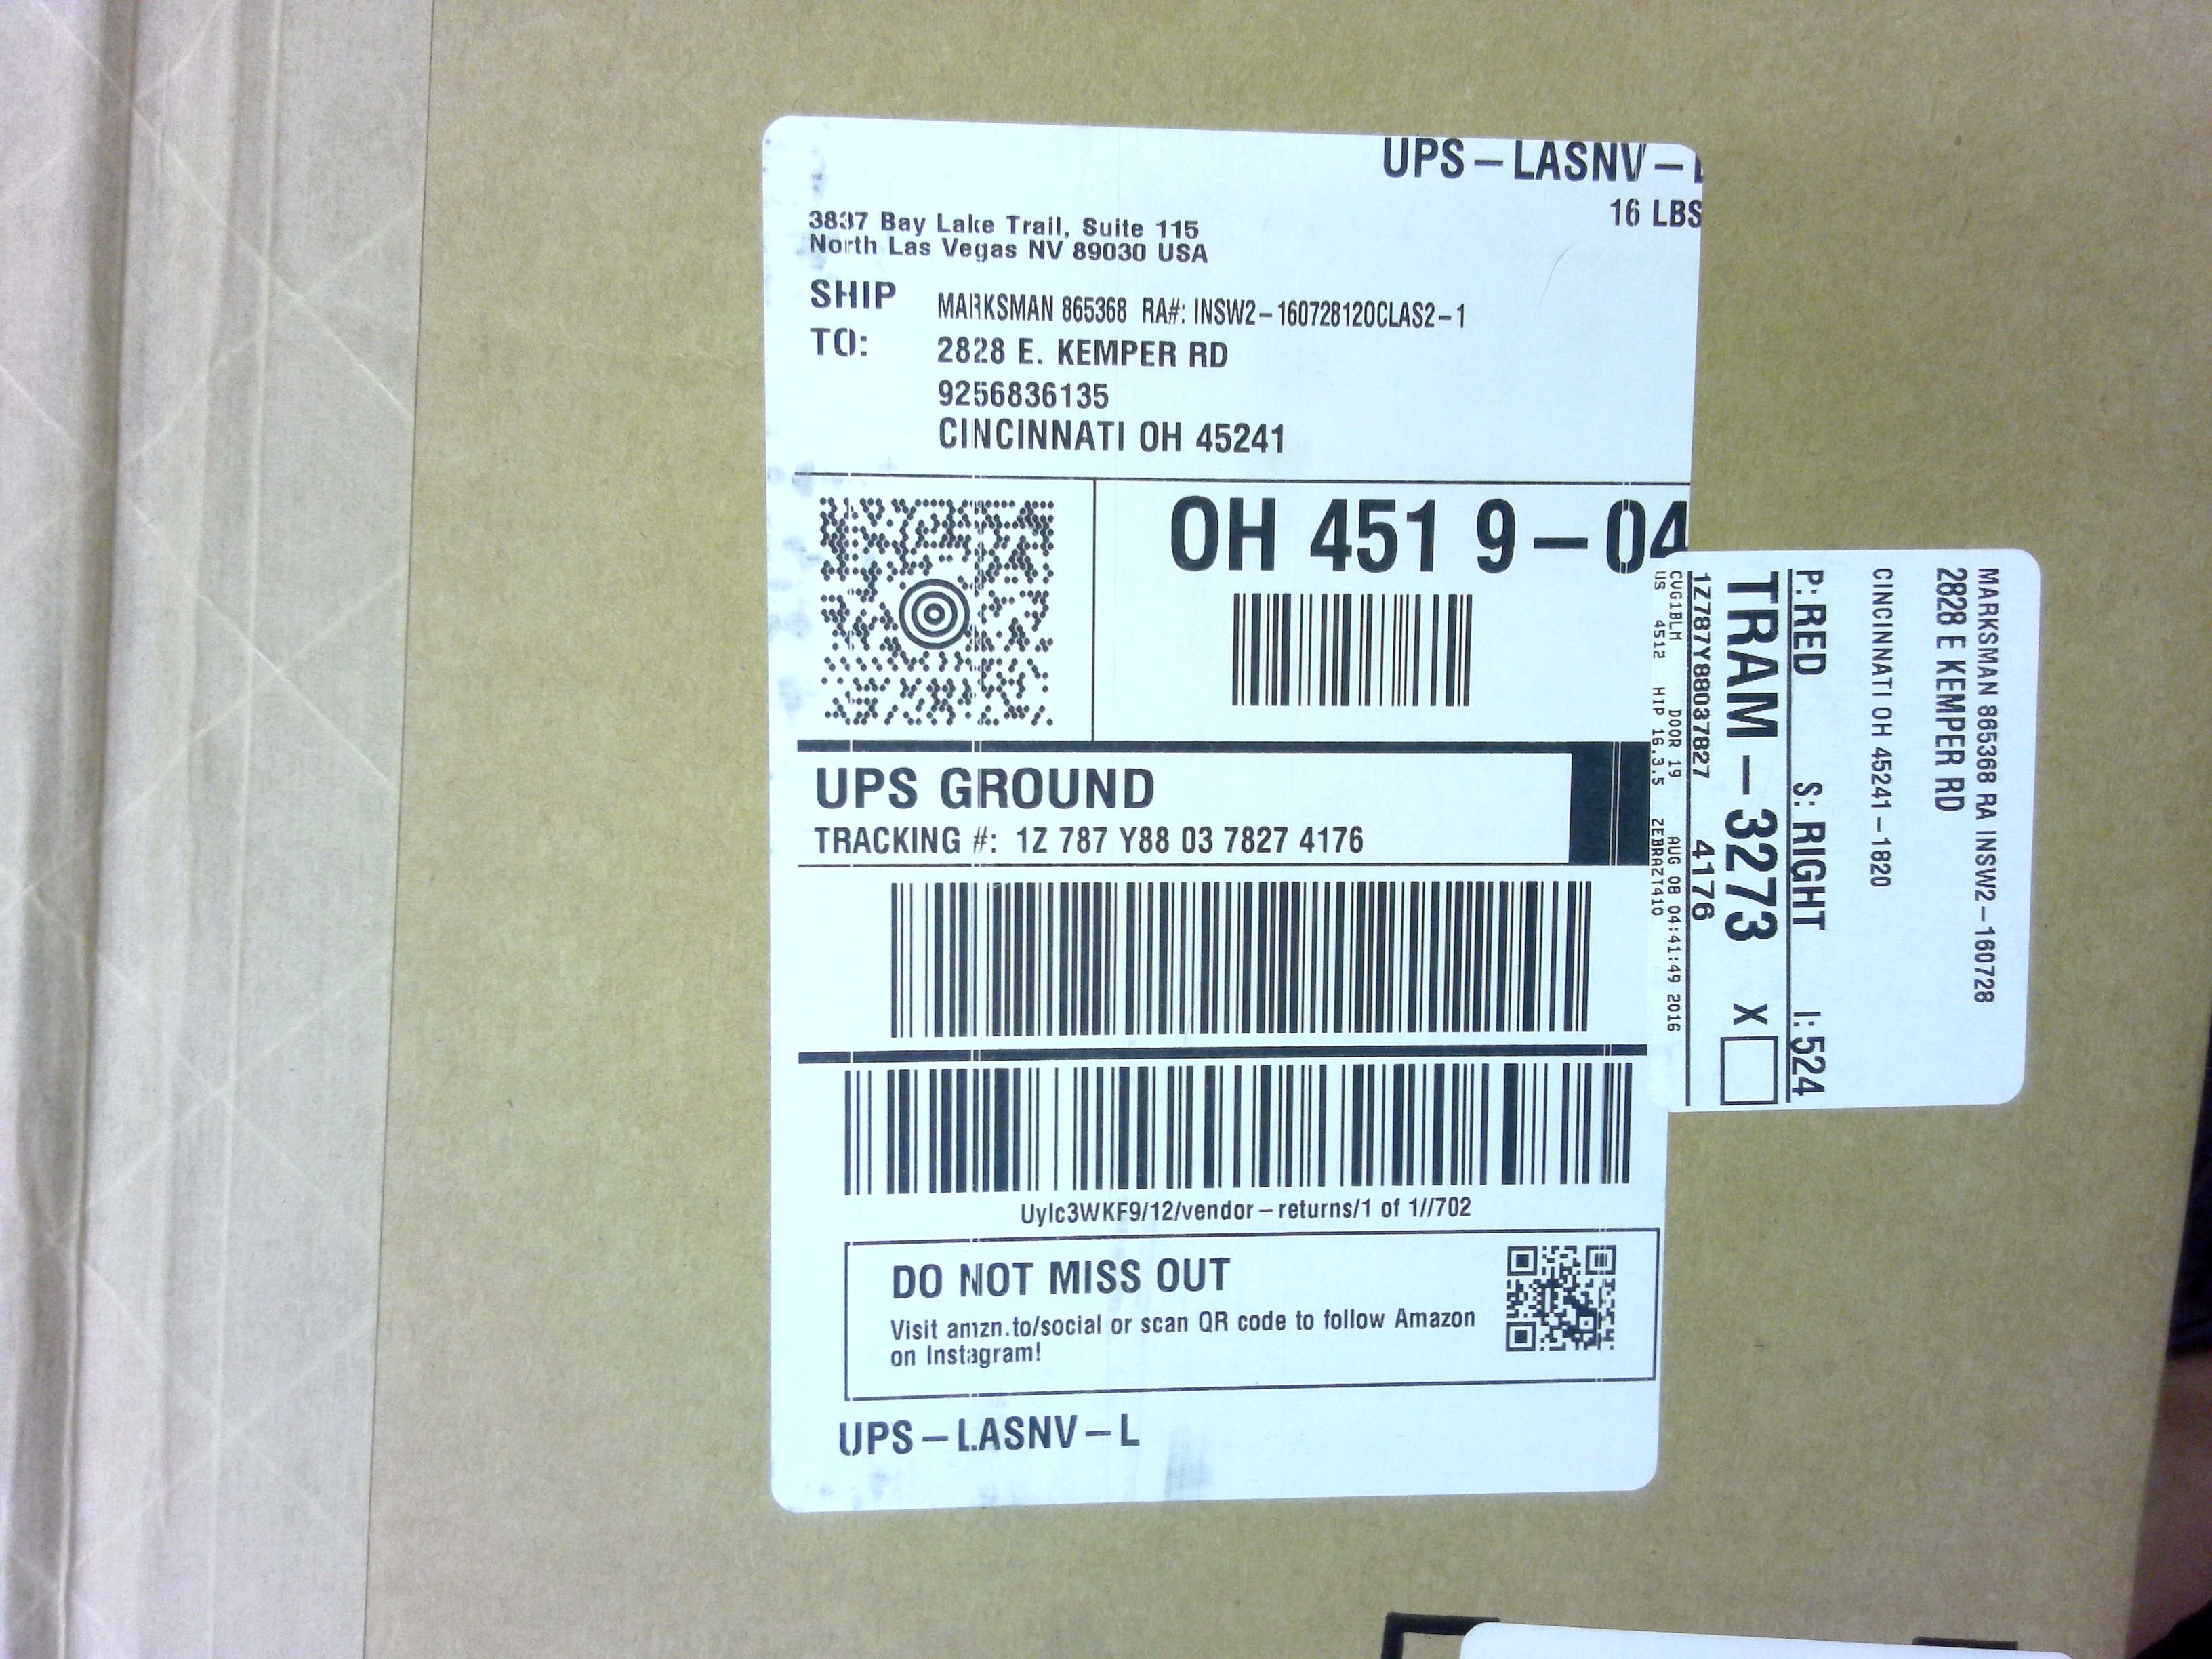 UPS-LASNV-L
16 LBS
3837 Bay Lake Trail, Suite 115
North Las Vegas NV 89030 USA
SHIP
TO:
MARKSMAN 865368 RA#: INSW2-160728120CLAS2-1
2828 E. KEMPER RD
9256836135
CINCINNATI OH 45241
OH 451 9-04
UPS GROUND
TRACKING #: 1Z 787 Y88 03 7827 4176
Uylc3WKF9/12/vendor-returns/1 of 1//702
DO NOT MISS OUT
Visit amzn.to/social or scan QR code to follow Amazon
on Instagram!
UPS-LASNV-L
MARKSMAN 865368 RA INSW2-160728
2828 E KEMPER RD
CINCINNATI OH 45241-1820
P: RED S: RIGHT I: 524
TRAM-3273 X
1Z787Y88037827 4176
CVG1BLM DOOR 19 AUG 08 04:41:49 2016
US 4512 HIP 16.3.5 ZEBRAZT410